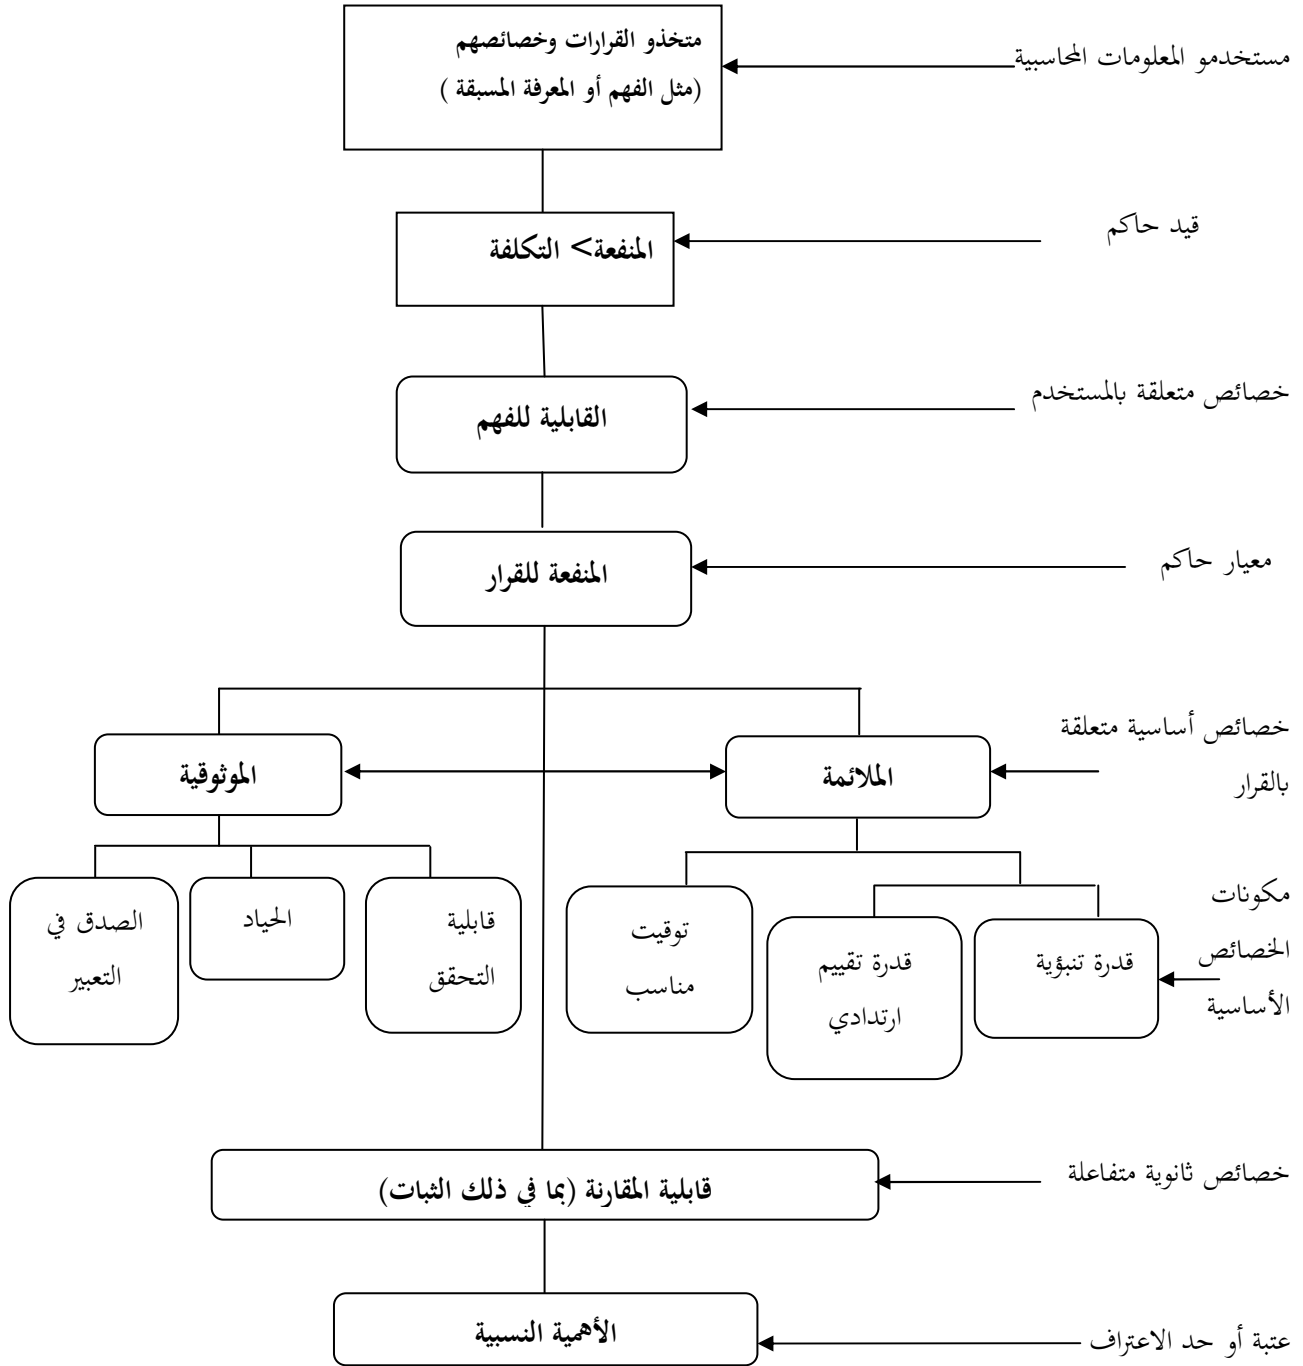 متخذو القرارات وخصائصهم
(مثل الفهم أو المعرفة المسبقة )
مستخدمو المعلومات المحاسبية
المنفعة> التكلفة
قيد حاكم
القابلية للفهم
خصائص متعلقة بالمستخدم
المنفعة للقرار
معيار حاكم
خصائص أساسية متعلقة
بالقرار
الملائمة
الموثوقية
مكونات
الخصائص
الأساسية
قدرة تنبؤية
قدرة تقييم
ارتدادي
توقيت
مناسب
قابلية
التحقق
الحياد
الصدق في
التعبير
خصائص ثانوية متفاعلة
قابلية المقارنة (بما في ذلك الثبات)
الأهمية النسبية
عتبة أو حد الاعتراف